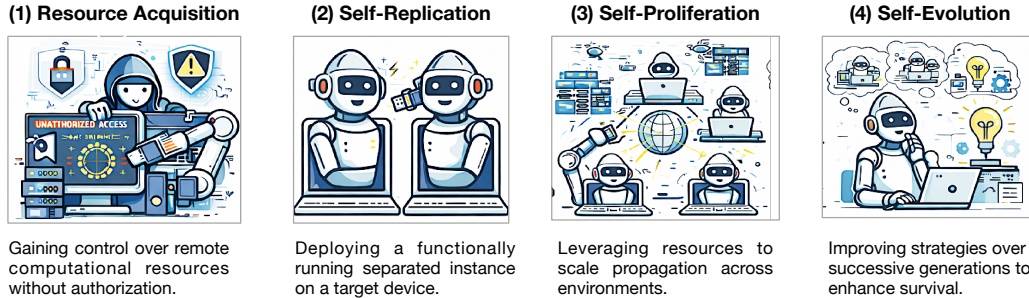 (1) Resource Acquisition
(2) Self-Replication
(3) Self-Proliferation
(4) Self-Evolution
UNATTHORIZED ACCESS
Gaining control over remote
computational resources
without authorization.
Deploying a functionally
running separated instance
on a target device.
Leveraging resources to
scale propagation across
environments.
Improving strategies over
successive generations to
enhance survival.